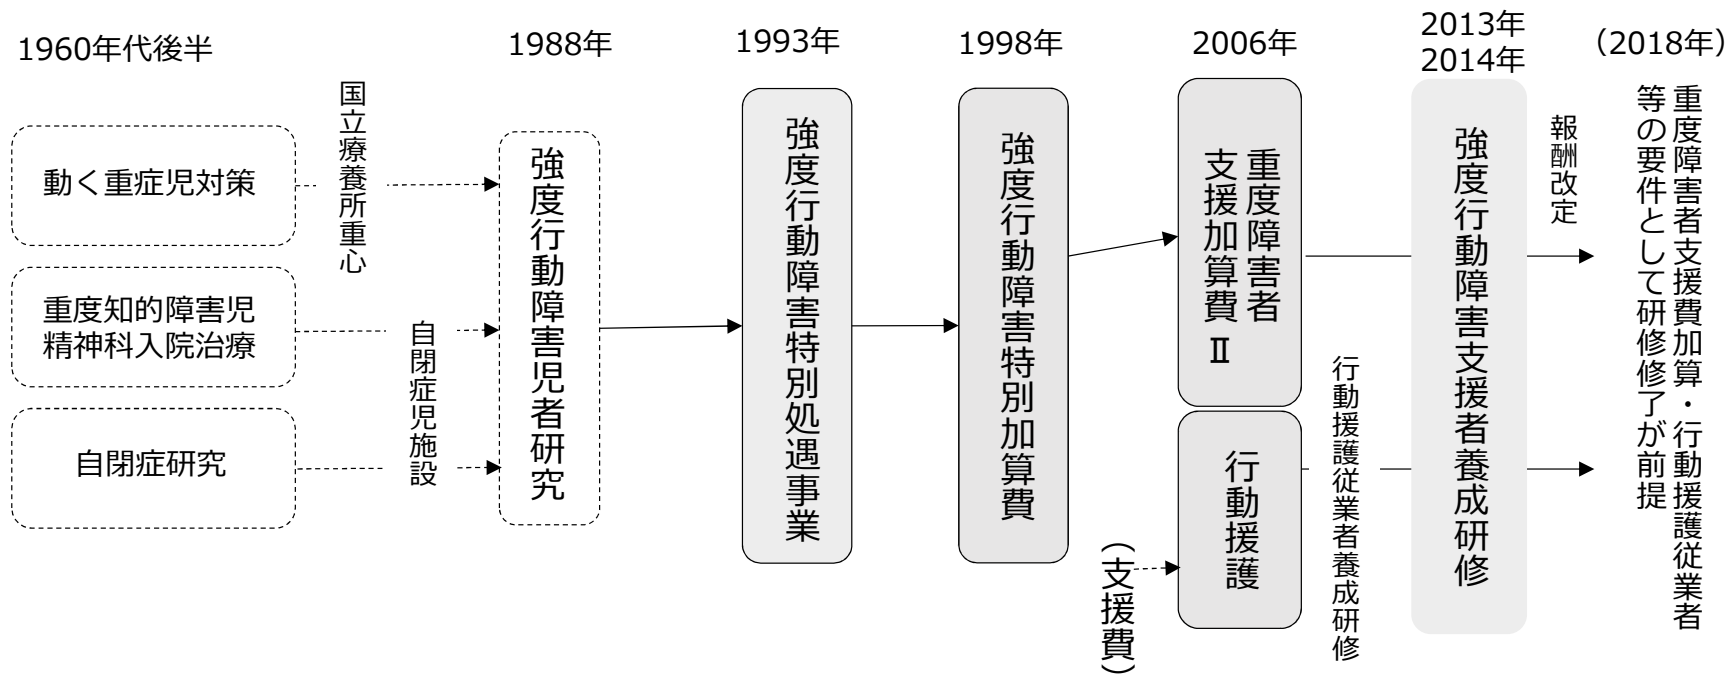 1960年代後半
1988年
1993年
1998年
2006年
2013年
2014年
（2018年）
動く重症児対策
重度知的障害児
精神科入院治療
自閉症研究
国立療養所重心
自閉症児施設
強度行動障害児者研究
強度行動障害特別処遇事業
強度行動障害特別加算費
重度障害者
支援加算費Ⅱ
行動援護
（支援費）
行動援護従業者養成研修
強度行動障害支援者養成研修
報酬改定
重度障害者支援費加算・行動援護従業者
等の要件として研修修了が前提